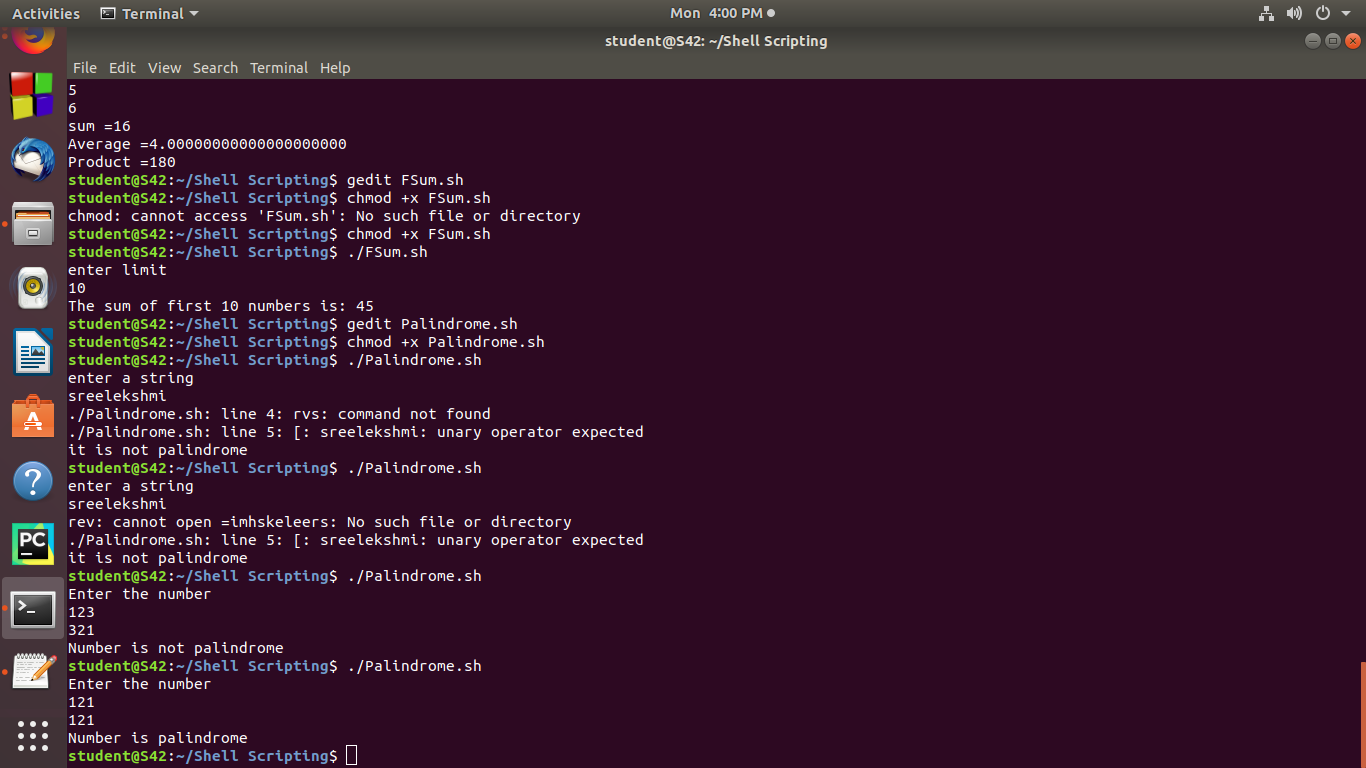 Activities Terminal Mon 4:00 PM
student@S42: ~/Shell Scripting
File Edit View Search Terminal Help
5
6
sum =16
Average =4.00000000000000000000
Product =180
student@S42:~/Shell Scripting$ gedit FSum.sh
student@S42:~/Shell Scripting$ chmod +x FSum.sh
chmod: cannot access 'FSum.sh': No such file or directory
student@S42:~/Shell Scripting$ chmod +x FSum.sh
student@S42:~/Shell Scripting$ ./FSum.sh
enter limit
10
The sum of first 10 numbers is: 45
student@S42:~/Shell Scripting$ gedit Palindrome.sh
student@S42:~/Shell Scripting$ chmod +x Palindrome.sh
student@S42:~/Shell Scripting$ ./Palindrome.sh
enter a string
sreelekshmi
./Palindrome.sh: line 4: rvs: command not found
./Palindrome.sh: line 5: [: sreelekshmi: unary operator expected
it is not palindrome
student@S42:~/Shell Scripting$ ./Palindrome.sh
enter a string
sreelekshmi
rev: cannot open =imhskeleers: No such file or directory
./Palindrome.sh: line 5: [: sreelekshmi: unary operator expected
it is not palindrome
student@S42:~/Shell Scripting$ ./Palindrome.sh
Enter the number
123
321
Number is not palindrome
student@S42:~/Shell Scripting$ ./Palindrome.sh
Enter the number
121
121
Number is palindrome
student@S42:~/Shell Scripting$
PC